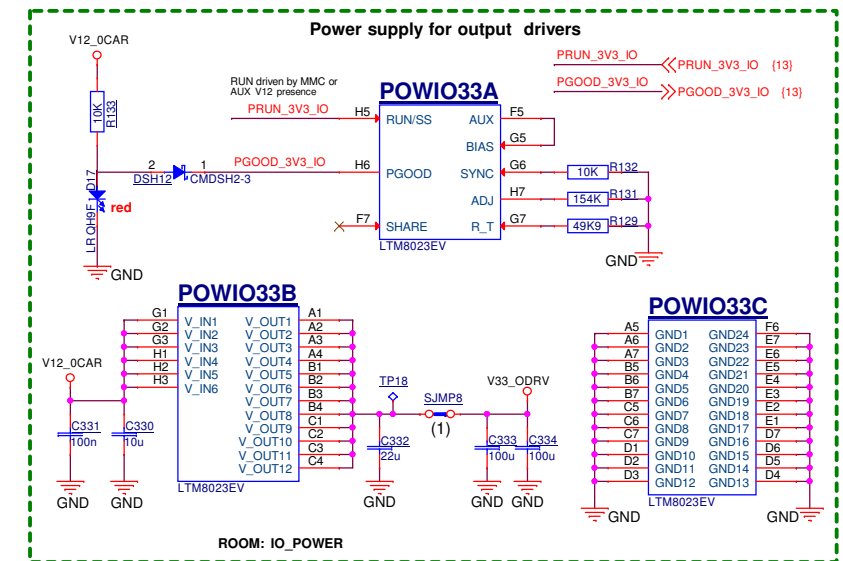 Power supply for output drivers
V12_0CAR
10K
R133
RUN driven by MMC or
AUX V12 presence
PRUN_3V3_IO
PRUN_3V3_IO
PRUN_3V3_IO {13}
PGOOD_3V3_IO
PGOOD_3V3_IO {13}
POWIO33A
H5
RUN/SS
AUX
F5
BIAS
G5
2
1
PGOOD_3V3_IO
H6
PGOOD
SYNC
G6
10K
R132
DSH12
CMDSH2-3
ADJ
H7
154K
R131
D17
red
LR QH9F
F7
SHARE
R_T
G7
49K9
R129
LTM8023EV
GND
GND
POWIO33B
G1
V_IN1
V_OUT1
A1
G2
V_IN2
V_OUT2
A2
G3
V_IN3
V_OUT3
A3
H1
V_IN4
V_OUT4
A4
H2
V_IN5
V_OUT5
B1
H3
V_IN6
V_OUT6
B2
V_OUT7
B3
V_OUT8
B4
V_OUT9
C1
V_OUT10
C2
V_OUT11
C3
V_OUT12
C4
LTM8023EV
V12_0CAR
C331
100n
C330
10u
GND
GND
TP18
SJMP8
(1)
V33_ODRV
C332
22u
C333
100u
C334
100u
GND
GND
GND
POWIO33C
A5
GND1
GND24
F6
A6
GND2
GND23
E7
A7
GND3
GND22
E6
B5
GND4
GND21
E5
B6
GND5
GND20
E4
B7
GND6
GND19
E3
C5
GND7
GND18
E2
C6
GND8
GND17
E1
C7
GND9
GND16
D7
D1
GND10
GND15
D6
D2
GND11
GND14
D5
D3
GND12
GND13
D4
LTM8023EV
GND
GND
ROOM: IO_POWER